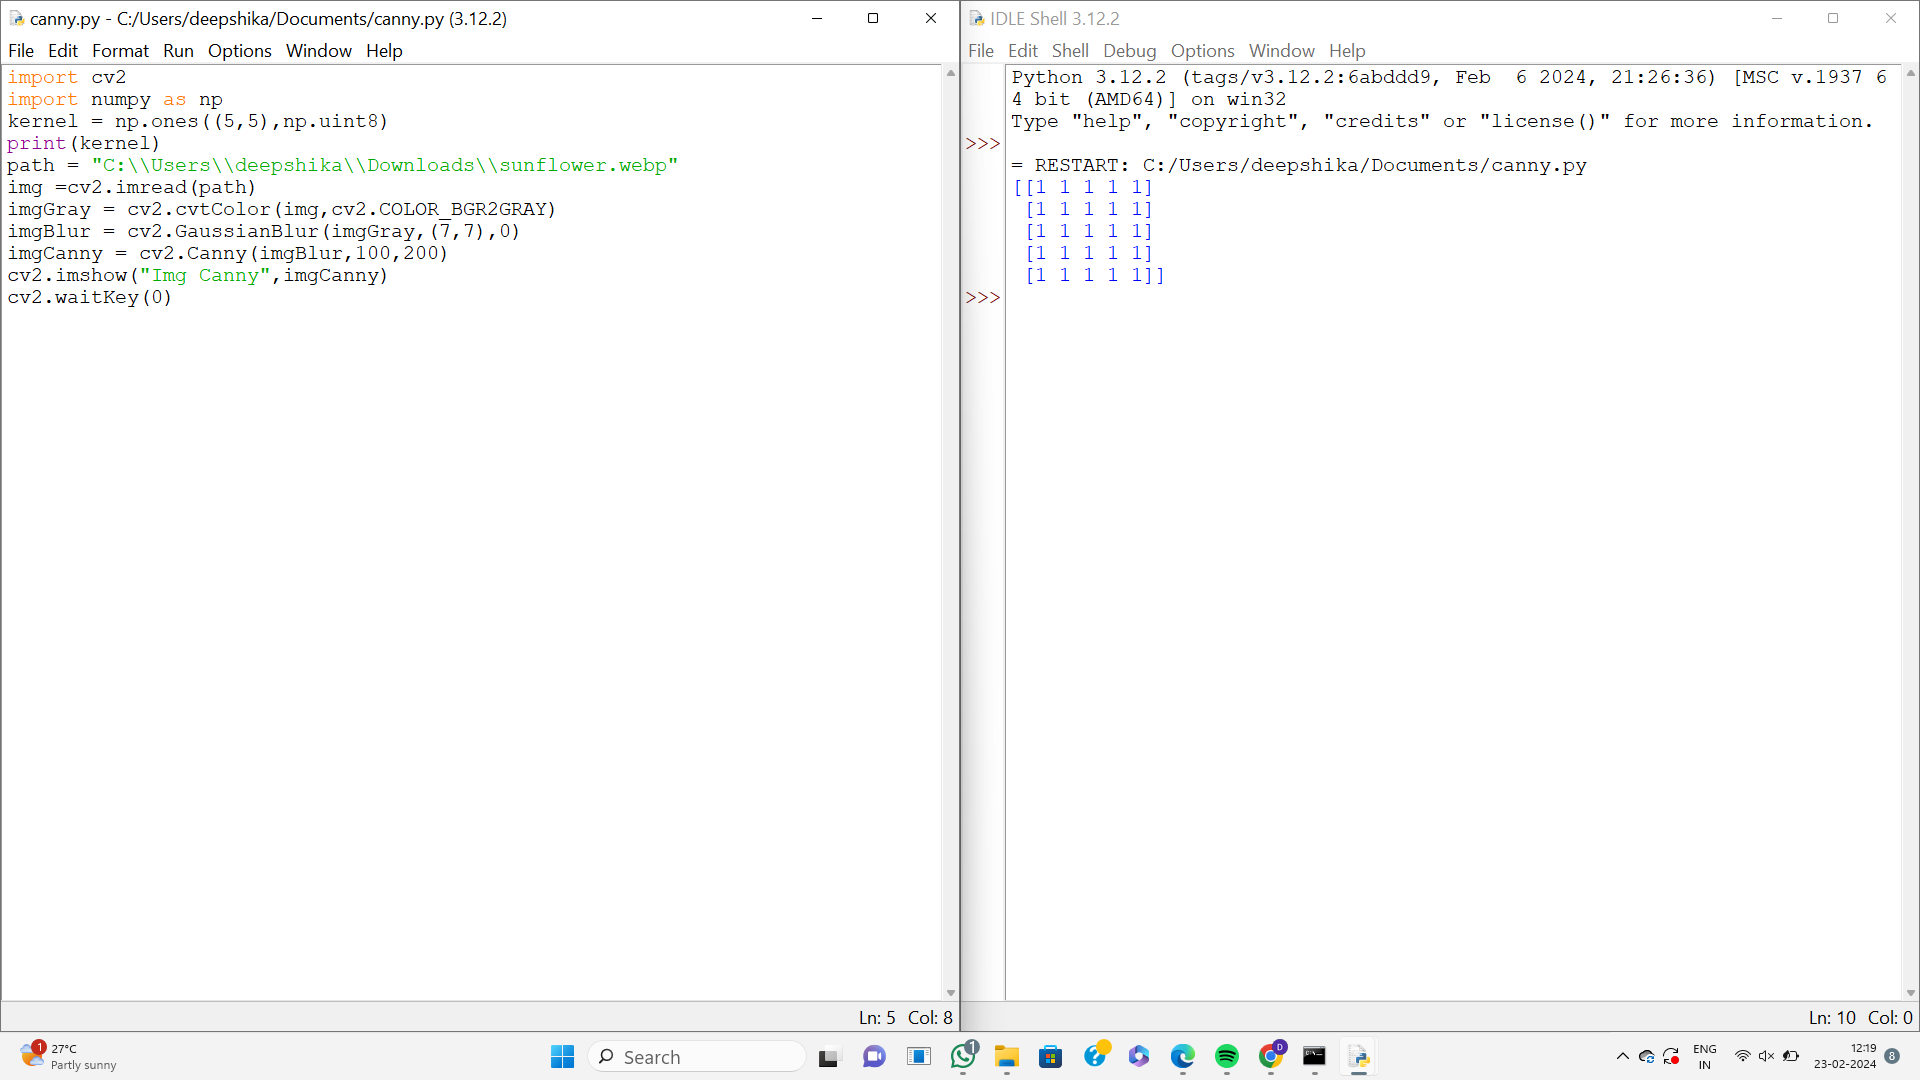 canny.py - C:/Users/deepshika/Documents/canny.py (3.12.2)
File Edit Format Run Options Window Help
import cv2
import numpy as np
kernel = np.ones((5,5),np.uint8)
print(kernel)
path = "C:\\Users\\deepshika\\Downloads\\sunflower.webp"
img =cv2.imread(path)
imgGray = cv2.cvtColor(img,cv2.COLOR_BGR2GRAY)
imgBlur = cv2.GaussianBlur(imgGray,(7,7),0)
imgCanny = cv2.Canny(imgBlur,100,200)
cv2.imshow("Img Canny",imgCanny)
cv2.waitKey(0)
Ln: 5 Col: 8
IDLE Shell 3.12.2
File Edit Shell Debug Options Window Help
Python 3.12.2 (tags/v3.12.2:6abddd9, Feb  6 2024, 21:26:36) [MSC v.1937 6
4 bit (AMD64)] on win32
Type "help", "copyright", "credits" or "license()" for more information.
>>>
= RESTART: C:/Users/deepshika/Documents/canny.py
[[1 1 1 1 1]
 [1 1 1 1 1]
 [1 1 1 1 1]
 [1 1 1 1 1]
 [1 1 1 1 1]]
>>>
Ln: 10 Col: 0
1
27°C
Partly sunny
Search
1
D
ENG
IN
12:19
23-02-2024
8